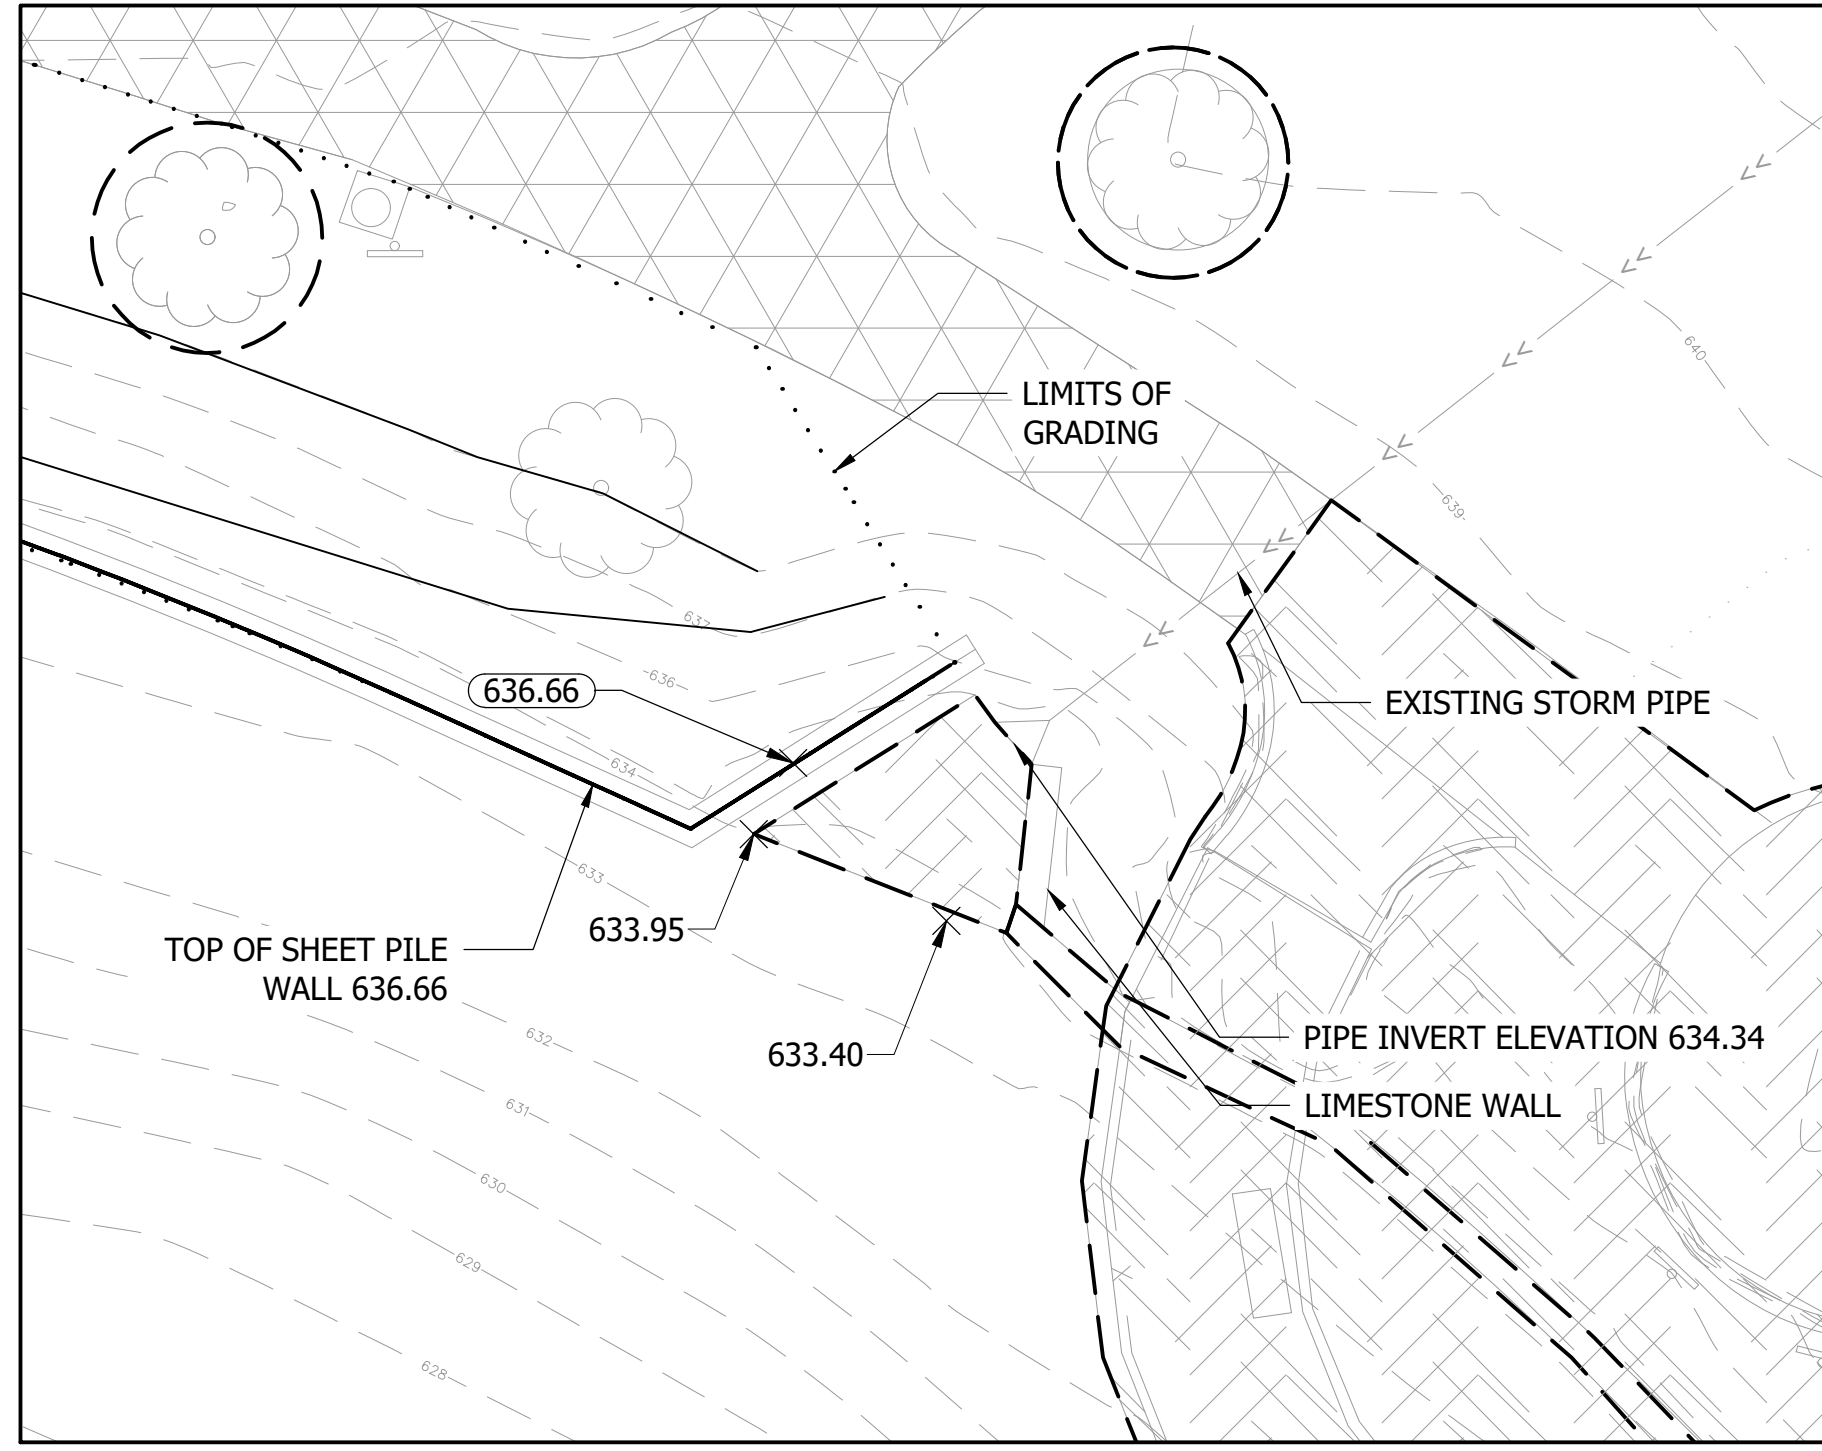 640
LIMITS OF
GRADING
639
637
636
636.66
EXISTING STORM PIPE
634
633
633.95
TOP OF SHEET PILE
WALL 636.66
633.40
632
PIPE INVERT ELEVATION 634.34
631
LIMESTONE WALL
630
629
628